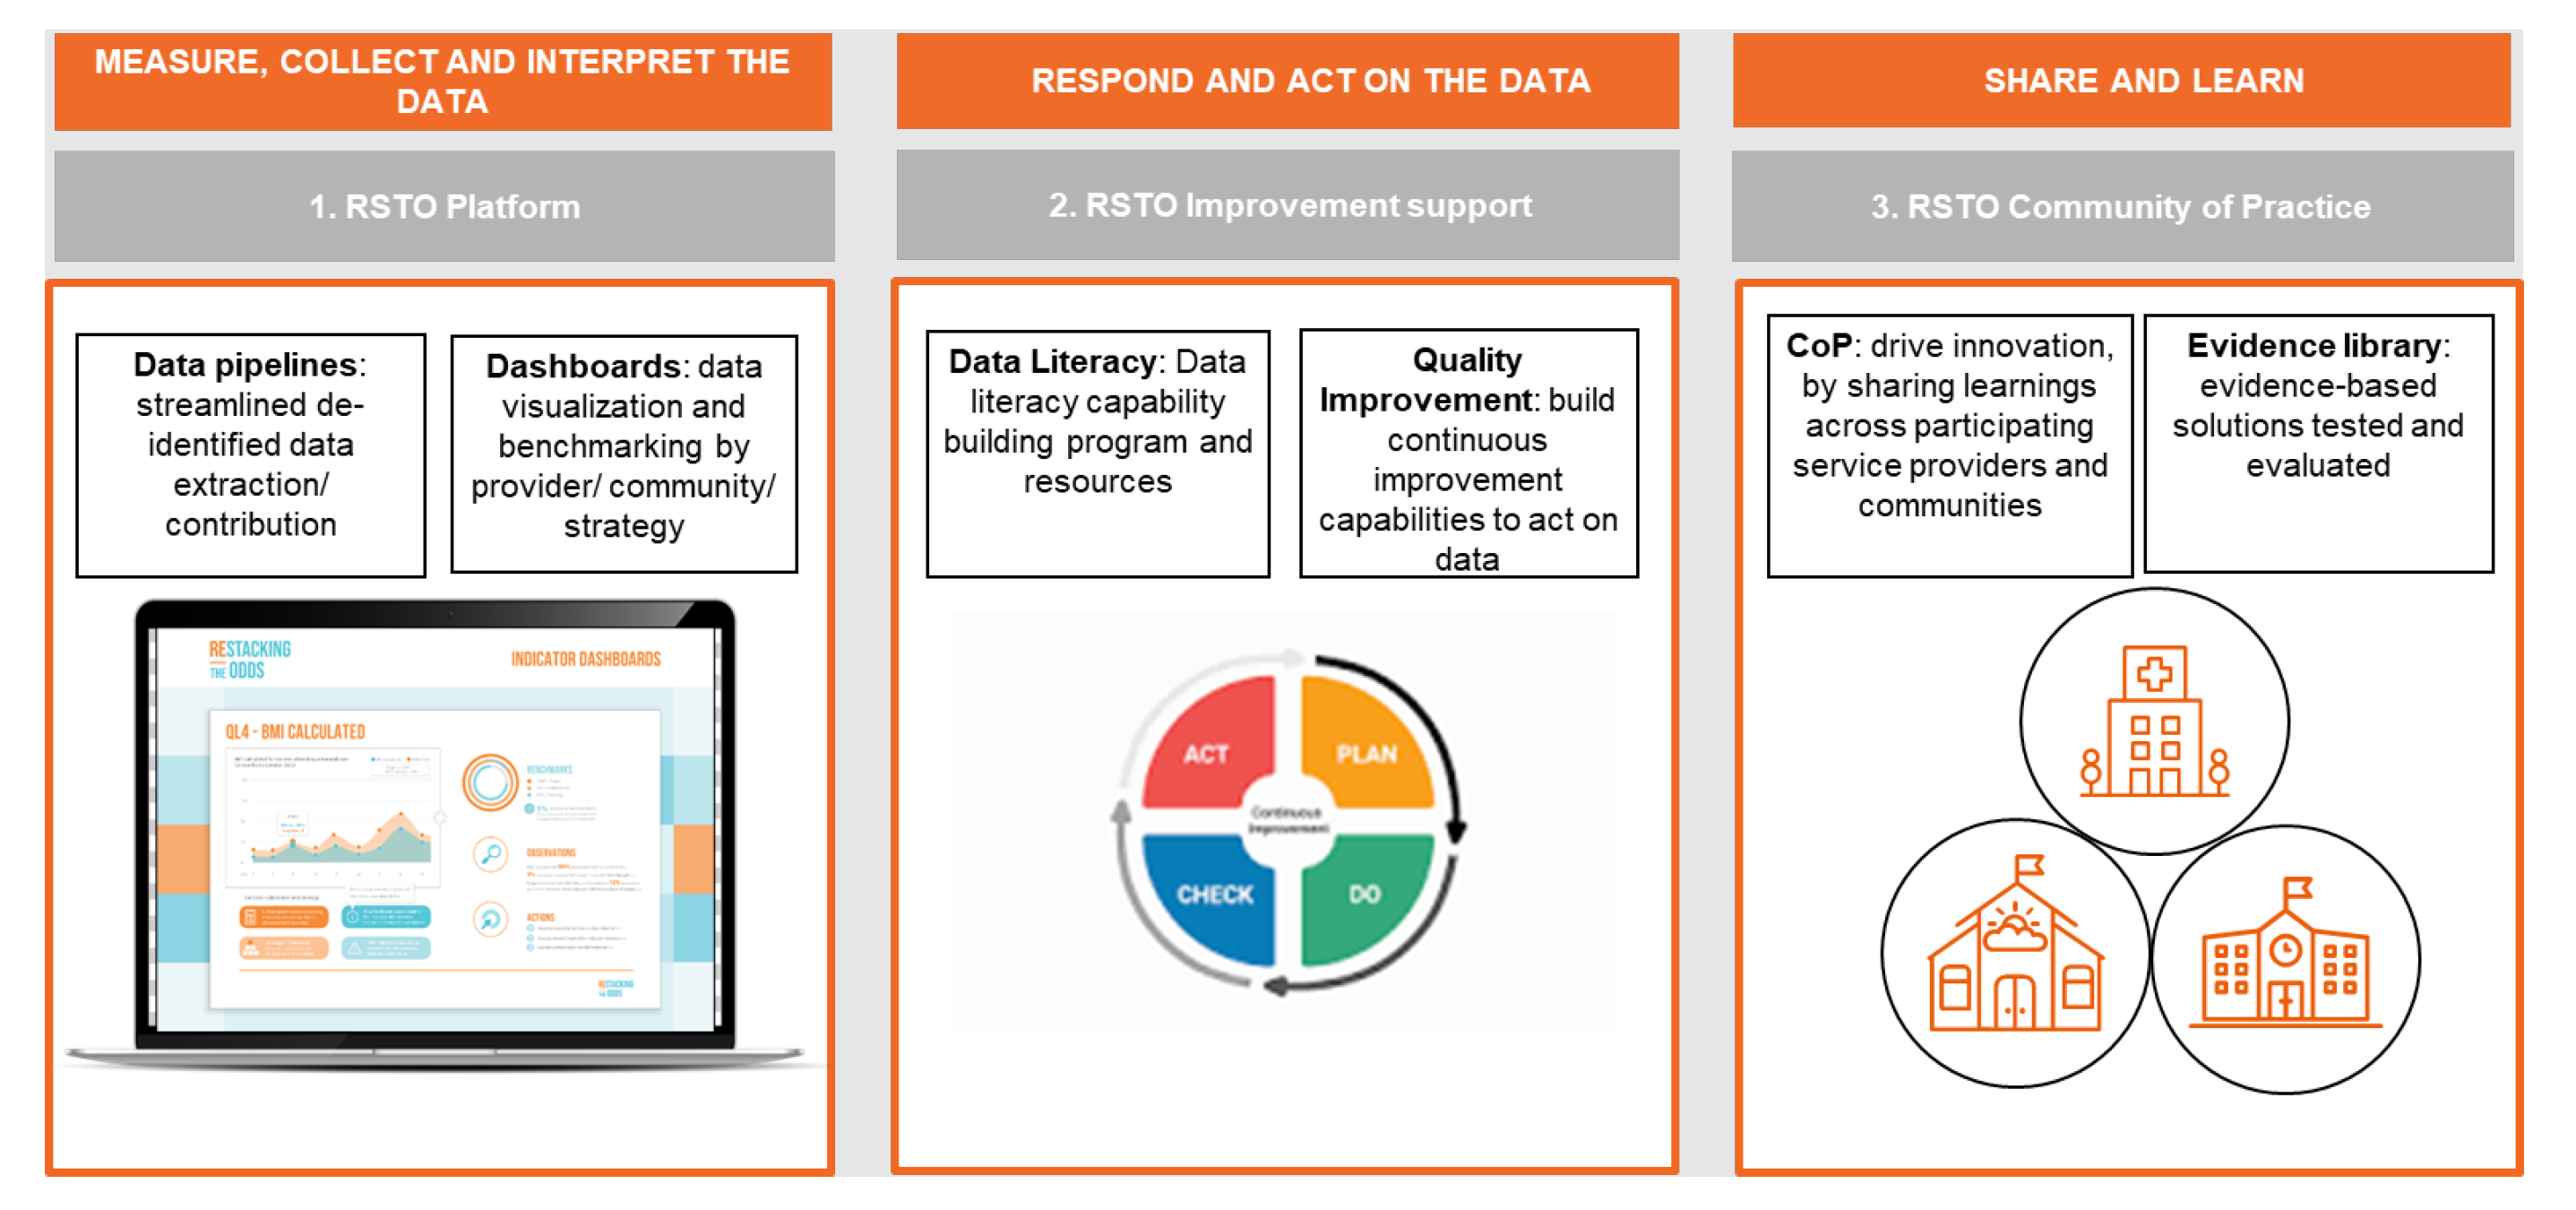 MEASURE, COLLECT AND INTERPRET THE
DATA
1. RSTO Platform
Data pipelines:
streamlined de-
identified data
extraction/
contribution
Dashboards: data
visualization and
benchmarking by
provider/ community/
strategy
RESTACKING
THE ODDS
INDICATOR DASHBOARDS
QL4 - BMI CALCULATED
BENCHMARKS
OBSERVATIONS
ACTIONS
RESTACKING
THE ODDS
RESPOND AND ACT ON THE DATA
2. RSTO Improvement support
Data Literacy: Data
literacy capability
building program and
resources
Quality
Improvement: build
continuous
improvement
capabilities to act on
data
ACT
PLAN
Continuous
Improvement
CHECK
DO
SHARE AND LEARN
3. RSTO Community of Practice
CoP: drive innovation,
by sharing learnings
across participating
service providers and
communities
Evidence library:
evidence-based
solutions tested and
evaluated